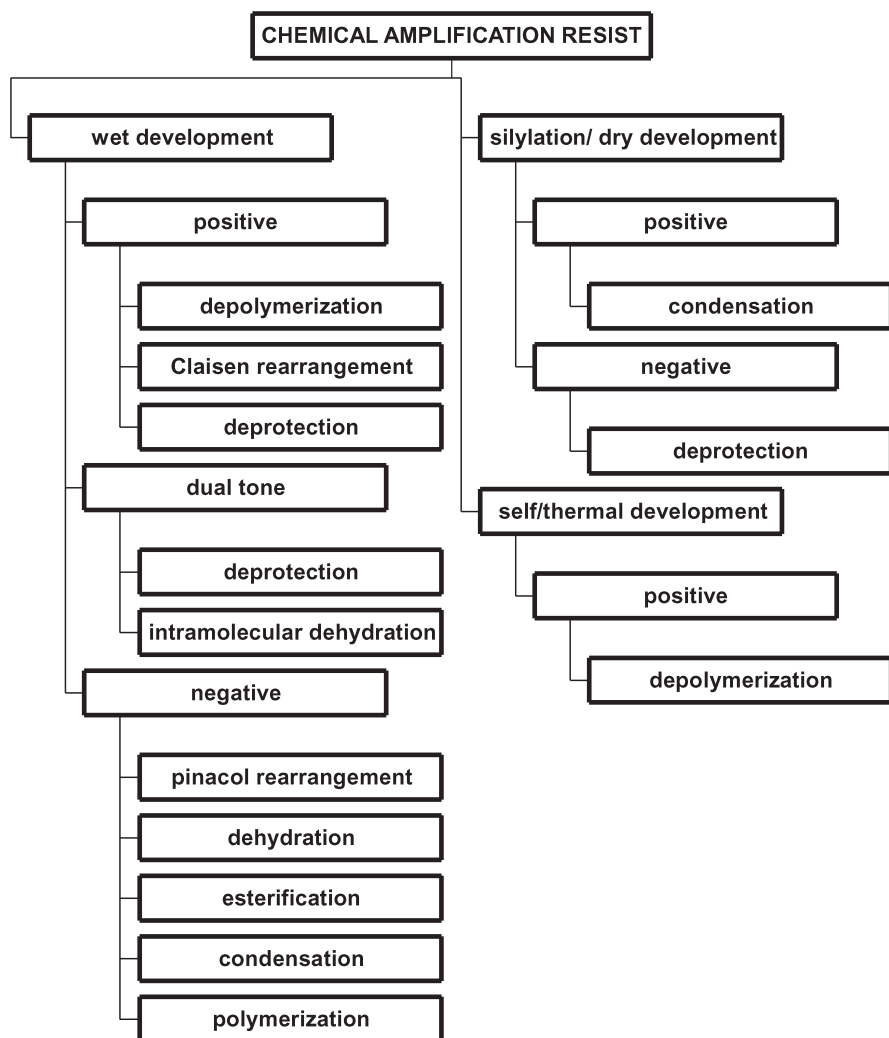 CHEMICAL AMPLIFICATION RESIST
wet development
positive
depolymerization
Claisen rearrangement
deprotection
dual tone
deprotection
intramolecular dehydration
negative
pinacol rearrangement
dehydration
esterification
condensation
polymerization
silylation/ dry development
positive
condensation
negative
deprotection
self/thermal development
positive
depolymerization